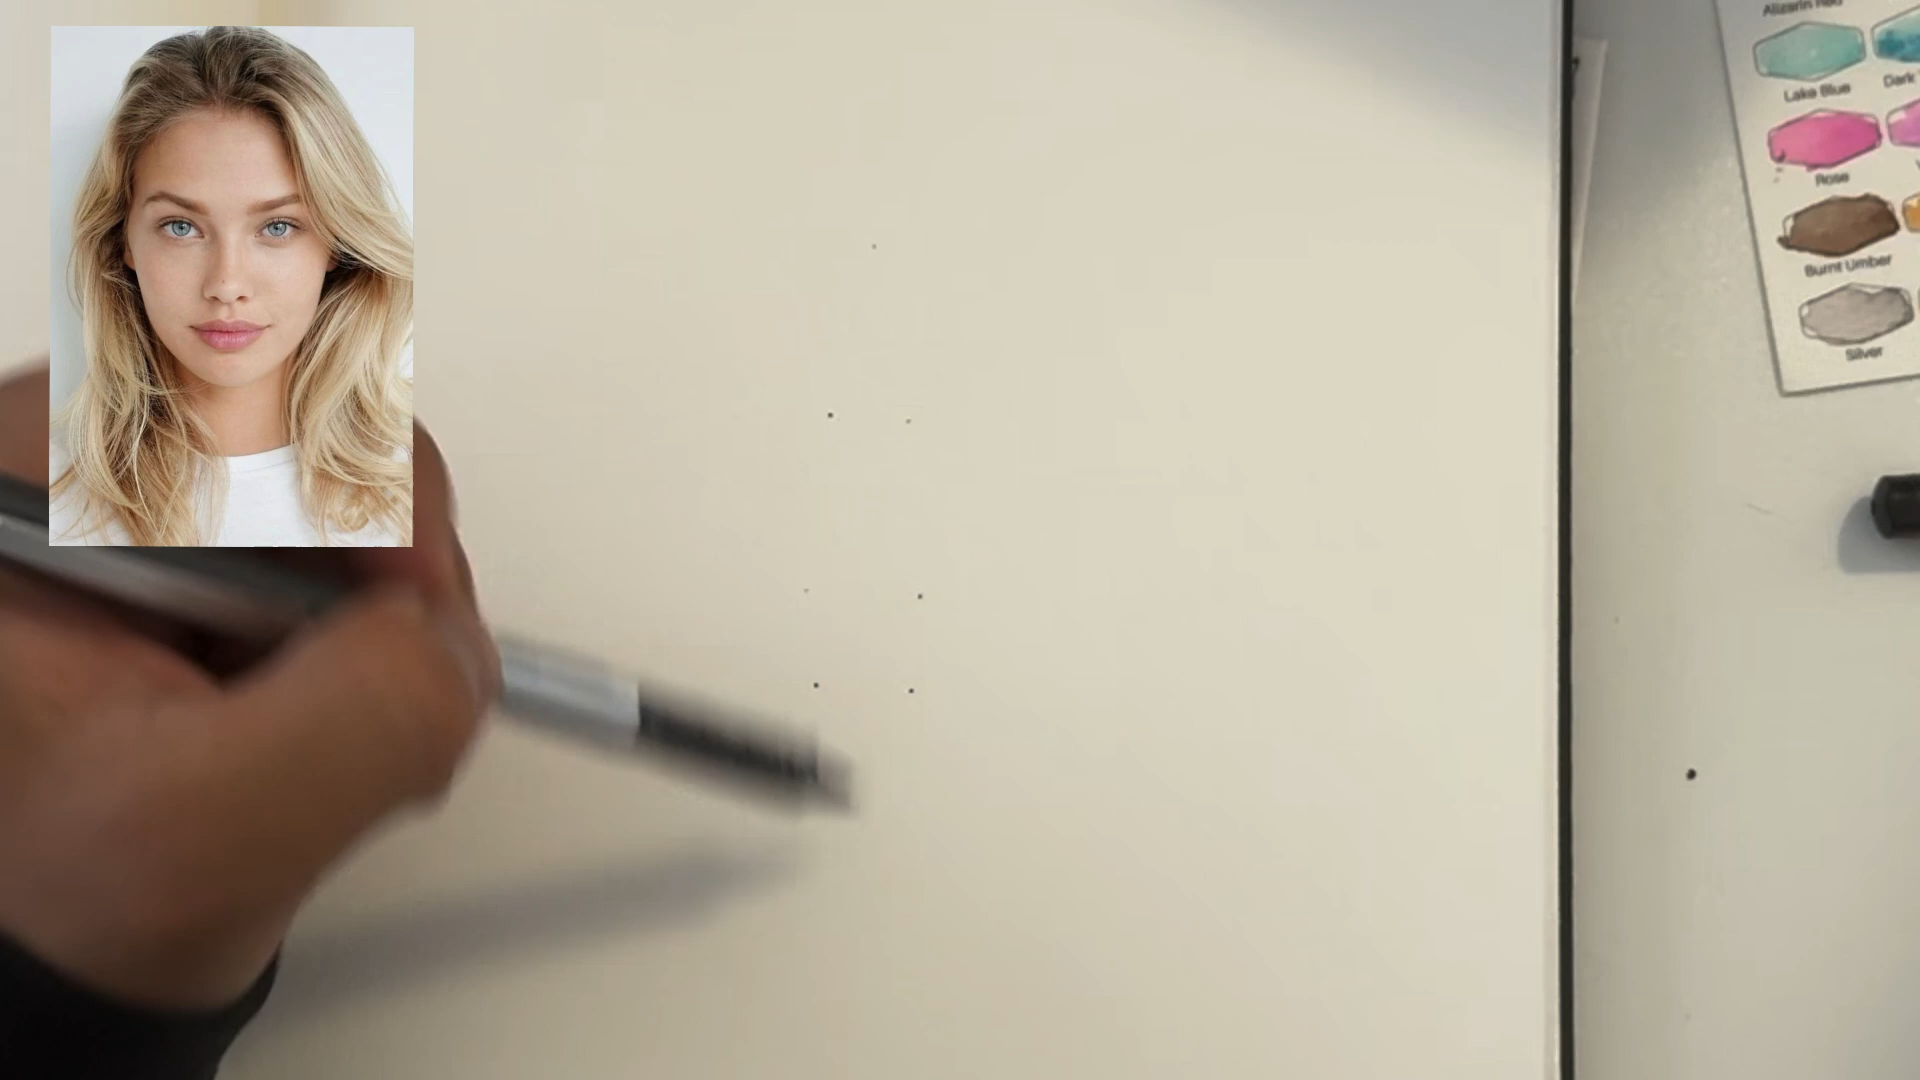 Alizarin Red
Lake Blue
Dark
Rose
Burnt Umber
Silver